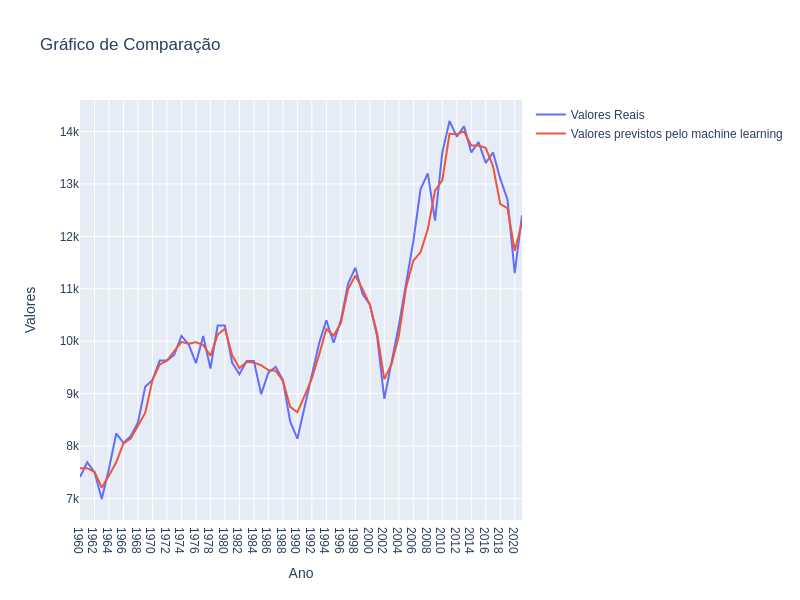 Gráfico de Comparação
Valores Reais
Valores previstos pelo machine learning
14k
13k
12k
11k
10k
9k
8k
7k
Valores
1960
1962
1964
1966
1968
1970
1972
1974
1976
1978
1980
1982
1984
1986
1988
1990
1992
1994
1996
1998
2000
2002
2004
2006
2008
2010
2012
2014
2016
2018
2020
Ano